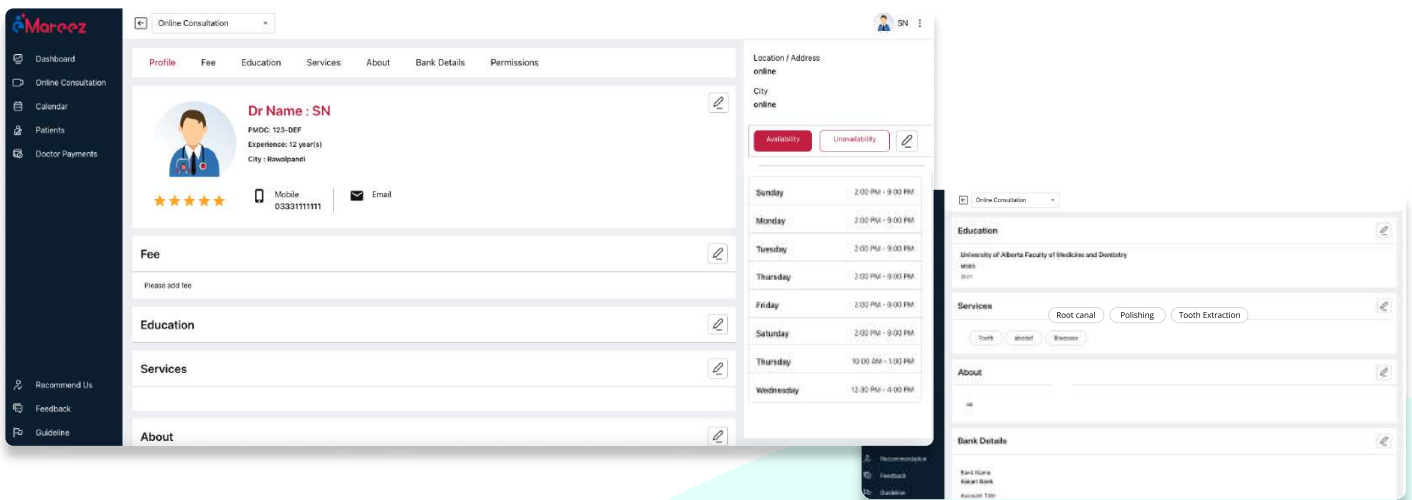 eMareez
Online Consultation
SN
Dashboard
Online Consultation
Calendar
Patients
Doctor Payments
Recommend Us
Feedback
Guideline
Profile Fee Education Services About Bank Details Permissions
Dr Name : SN
PMDC: 123-DEF
Experience: 12 year(s)
City : Rawalpandi
Mobile
03331111111
Email
Fee
Please add fee
Education
Services
About
Location / Address
online
City
online
Availability Unavailability
Sunday 2:00 PM - 9:00 PM
Monday 2:00 PM - 9:00 PM
Tuesday 2:00 PM - 9:00 PM
Thursday 2:00 PM - 9:00 PM
Friday 2:00 PM - 9:00 PM
Saturday 2:00 PM - 9:00 PM
Thursday 10:00 AM - 1:00 PM
Wednesday 12:30 PM - 4:00 PM
Online Consultation
Education
University of Alberta Faculty of Medicine and Dentistry
MBBS
Services
Root canal Polishing Tooth Extraction
Tooth
About
Bank Details
Bank Name
Askari Bank
Account Title
Recommendation
Feedback
Guideline